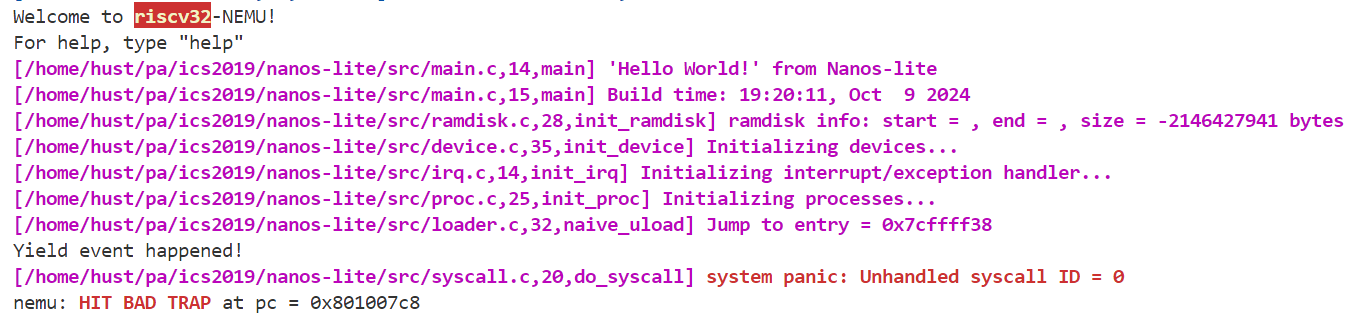 Welcome to riscv32-NEMU!
For help, type "help"
[/home/hust/pa/ics2019/nanos-lite/src/main.c,14,main] 'Hello World!' from Nanos-lite
[/home/hust/pa/ics2019/nanos-lite/src/main.c,15,main] Build time: 19:20:11, Oct  9 2024
[/home/hust/pa/ics2019/nanos-lite/src/ramdisk.c,28,init_ramdisk] ramdisk info: start = , end = , size = -2146427941 bytes
[/home/hust/pa/ics2019/nanos-lite/src/device.c,35,init_device] Initializing devices...
[/home/hust/pa/ics2019/nanos-lite/src/irq.c,14,init_irq] Initializing interrupt/exception handler...
[/home/hust/pa/ics2019/nanos-lite/src/proc.c,25,init_proc] Initializing processes...
[/home/hust/pa/ics2019/nanos-lite/src/loader.c,32,naive_uload] Jump to entry = 0x7cffff38
Yield event happened!
[/home/hust/pa/ics2019/nanos-lite/src/syscall.c,20,do_syscall] system panic: Unhandled syscall ID = 0
nemu: HIT BAD TRAP at pc = 0x801007c8